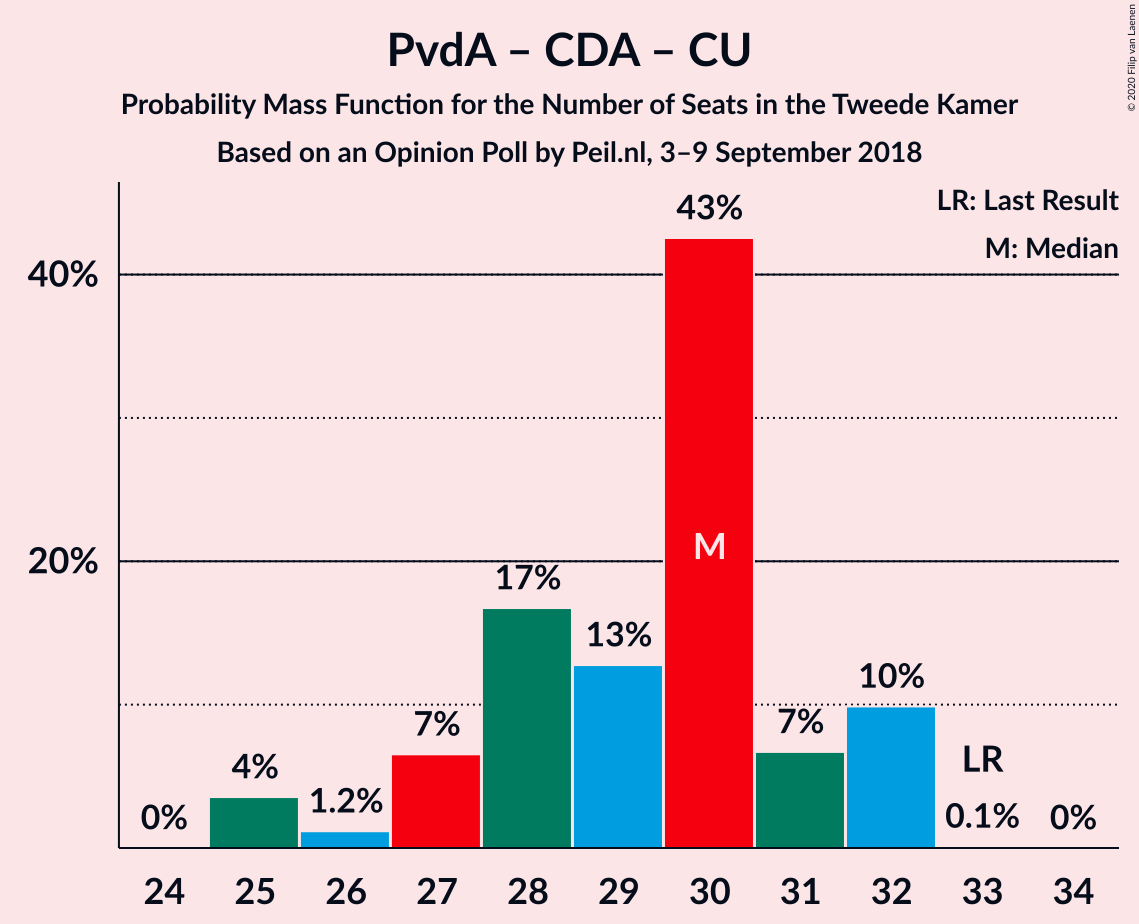 PvdA – CDA – CU
Probability Mass Function for the Number of Seats in the Tweede Kamer
Based on an Opinion Poll by Peil.nl, 3–9 September 2018
© 2020 Filip van Laenen
LR: Last Result
M: Median
43%
40%
M
20%
17%
13%
10%
7%
7%
LR
4%
1.2%
0%
0.1%
0%
24 25 26 27 28 29 30 31 32 33 34